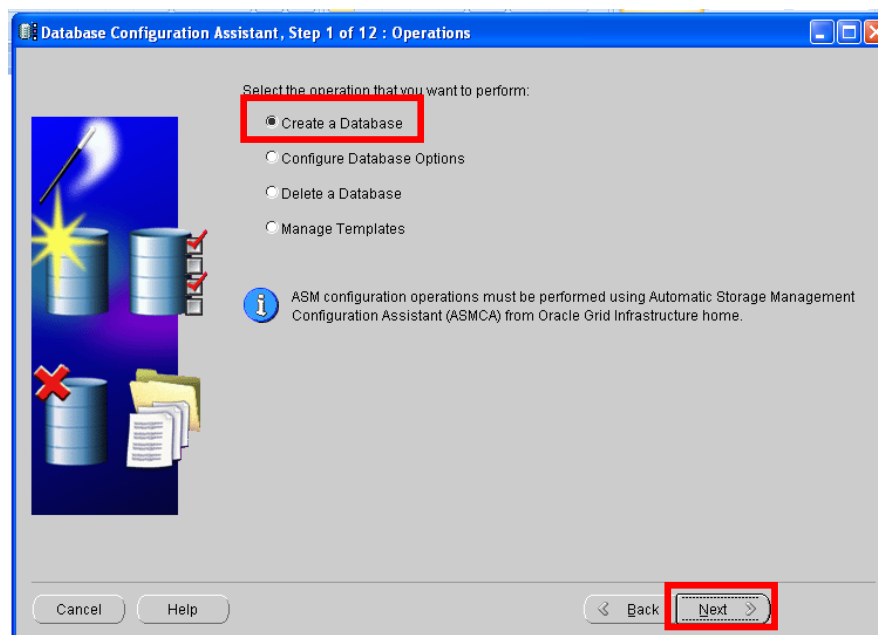 Database Configuration Assistant, Step 1 of 12 : Operations
Select the operation that you want to perform:
Create a Database
Configure Database Options
Delete a Database
Manage Templates
ASM configuration operations must be performed using Automatic Storage Management
Configuration Assistant (ASMCA) from Oracle Grid Infrastructure home.
Cancel
Help
Back
Next